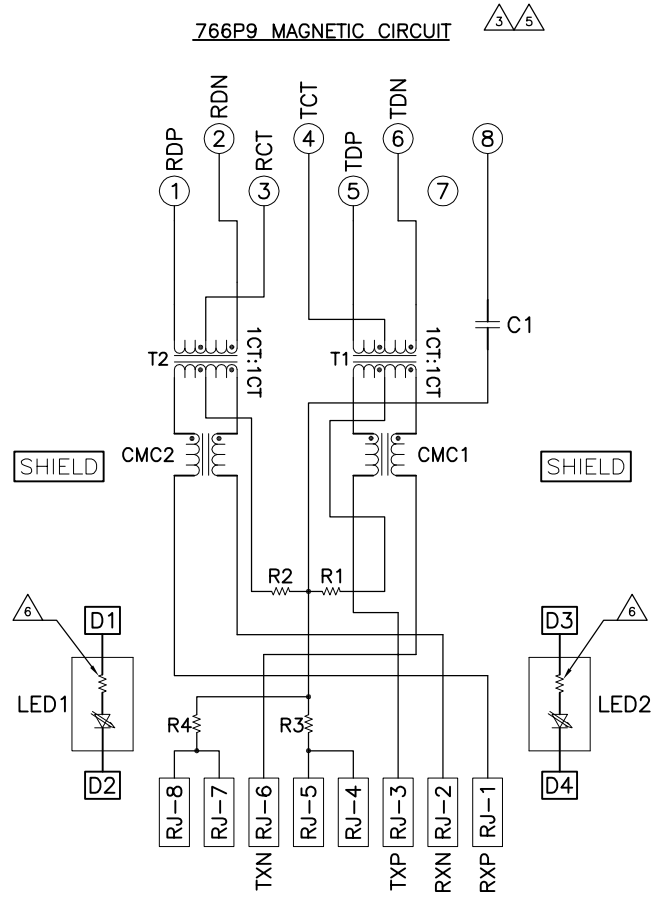 766P9 MAGNETIC CIRCUIT
3 5
RDP
RDN
RCT
TCT
TDP
TDN
1
2
3
4
5
6
7
8
C1
T2
1CT:1CT
T1
1CT:1CT
CMC2
CMC1
SHIELD
SHIELD
R2
R1
6
D1
LED1
D2
6
D3
LED2
D4
R4
R3
RJ-8
RJ-7
RJ-6
RJ-5
RJ-4
RJ-3
RJ-2
RJ-1
TXN
TXP
RXN
RXP